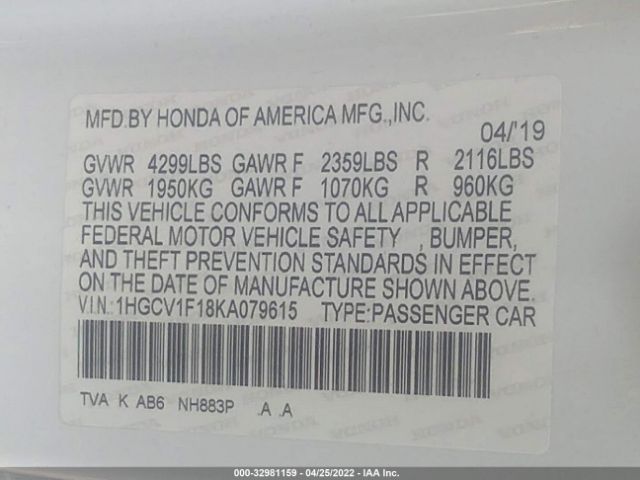 MFD.BY HONDA OF AMERICA MFG.,INC.
04/'19
GVWR 4299LBS GAWR F 2359LBS R 2116LBS
GVWR 1950KG GAWR F 1070KG R 960KG
THIS VEHICLE CONFORMS TO ALL APPLICABLE
FEDERAL MOTOR VEHICLE SAFETY , BUMPER,
AND THEFT PREVENTION STANDARDS IN EFFECT
ON THE DATE OF MANUFACTURE SHOWN ABOVE.
V.I.N.:1HGCV1F18KA079615 TYPE:PASSENGER CAR
TVA K AB6 NH883P .A .A
000-32981159 - 04/25/2022 - IAA Inc.